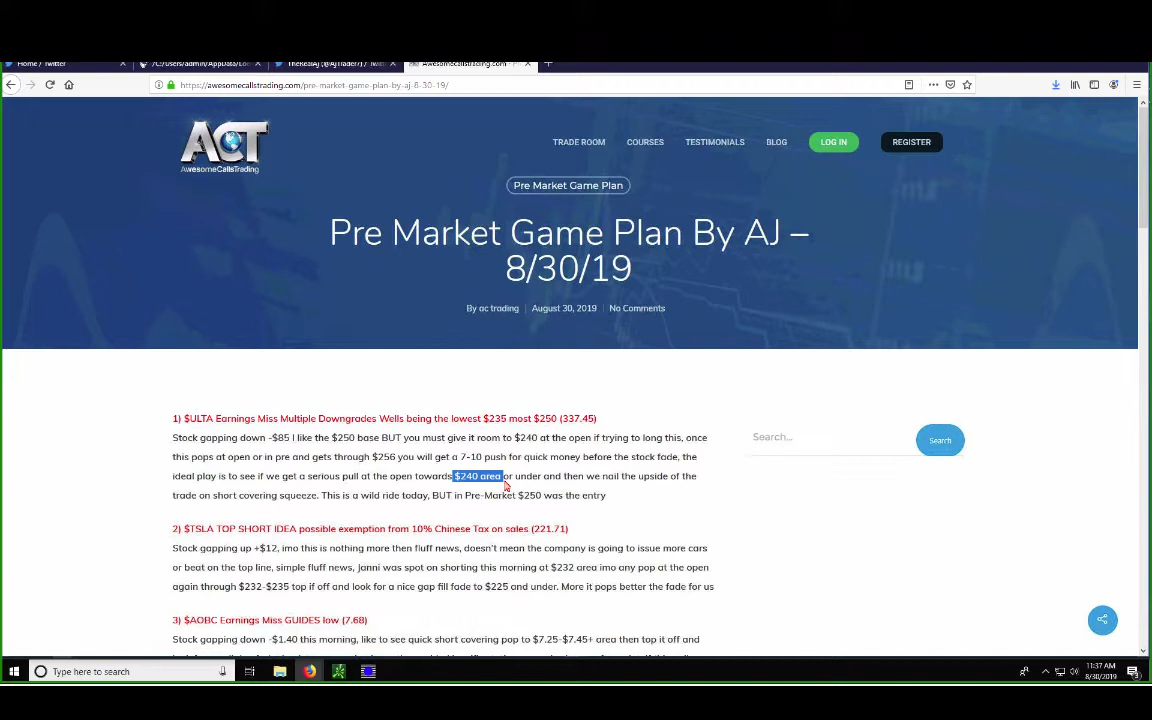 Home / Twitter
/C:/Users/admin/AppData/Loc
TheRealAJ (@AJTrader7) / Twitt
Awesomecallstrading.com - Pr
https://awesomecallstrading.com/pre-market-game-plan-by-aj-8-30-19/
ACT
AwesomeCallsTrading
TRADE ROOM COURSES TESTIMONIALS BLOG LOG IN REGISTER
Pre Market Game Plan
Pre Market Game Plan By AJ –
8/30/19
By ac trading August 30, 2019 No Comments
1) $ULTA Earnings Miss Multiple Downgrades Wells being the lowest $235 most $250 (337.45)
Stock gapping down -$85 I like the $250 base BUT you must give it room to $240 at the open if trying to long this, once
this pops at open or in pre and gets through $256 you will get a 7-10 push for quick money before the stock fade, the
ideal play is to see if we get a serious pull at the open towards $240 area or under and then we nail the upside of the
trade on short covering squeeze. This is a wild ride today, BUT in Pre-Market $250 was the entry
Search...
Search
2) $TSLA TOP SHORT IDEA possible exemption from 10% Chinese Tax on sales (221.71)
Stock gapping up +$12, imo this is nothing more then fluff news, doesn't mean the company is going to issue more cars
or beat on the top line, simple fluff news, Janni was spot on shorting this morning at $232 area imo any pop at the open
again through $232-$235 top if off and look for a nice gap fill fade to $225 and under. More it pops better the fade for us
3) $AOBC Earnings Miss GUIDES low (7.68)
Stock gapping down -$1.40 this morning, like to see quick short covering pop to $7.25-$7.45+ area then top it off and
Type here to search
11:37 AM
8/30/2019
3